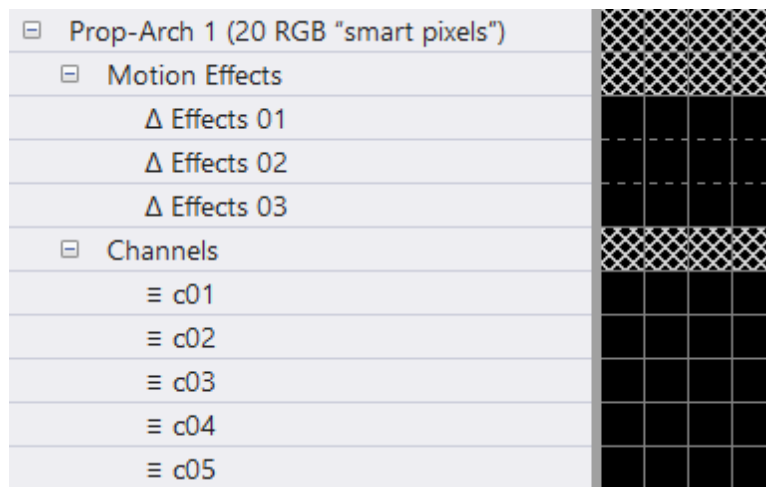 Prop-Arch 1 (20 RGB “smart pixels”)
Motion Effects
Δ Effects 01
Δ Effects 02
Δ Effects 03
Channels
≡ c01
≡ c02
≡ c03
≡ c04
≡ c05